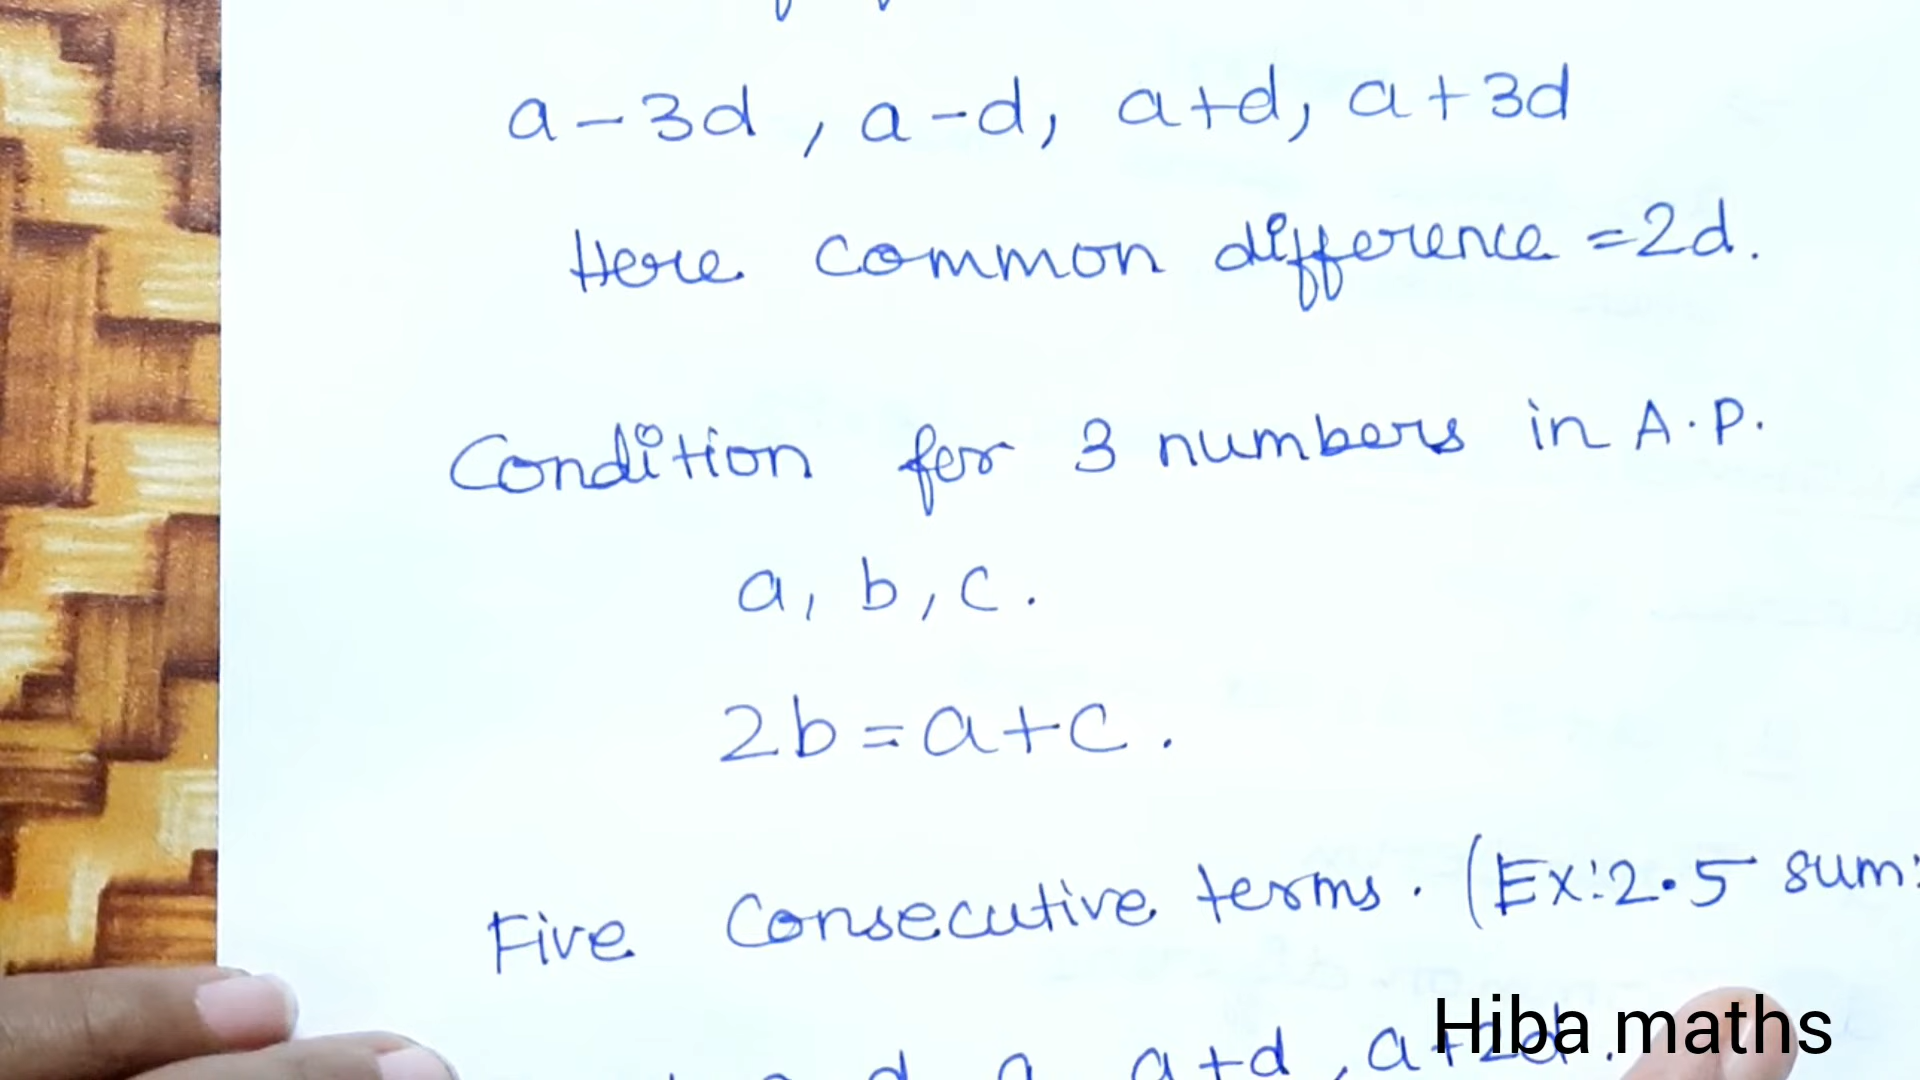 a-3d, a-d, a+d, a+3d
Here common difference = 2d.
Condition for 3 numbers in A.P.
a, b, c.
2b = a+c.
Five Consecutive terms. (Ex: 2.5 sum:
d a a+d, a+2d.
Hiba maths